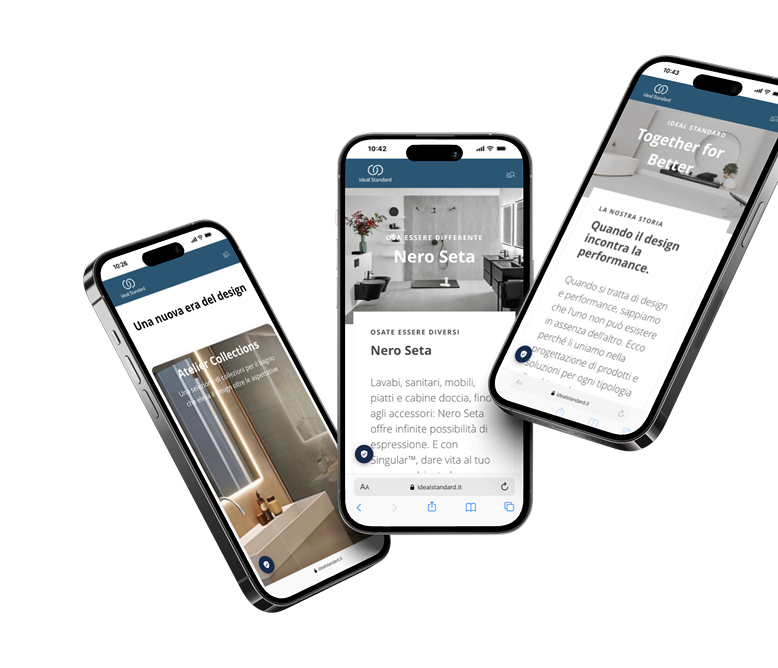 10:26
Ideal Standard
Una nuova era del design
Atelier Collections
Una selezione di collezioni per il bagno
che eleva il design oltre le aspettative
idealstandard.it
10:42
Ideal Standard
OSA ESSERE DIFFERENTE
Nero Seta
OSATE ESSERE DIVERSI
Nero Seta
Lavabi, sanitari, mobili,
piatti e cabine doccia, fino
agli accessori: Nero Seta
offre infinite possibilità di
espressione. E con
Singular™, dare vita al tuo
AA
idealstandard.it
10:43
Ideal Standard
IDEAL STANDARD
Together for
Better
LA NOSTRA STORIA
Quando il design
incontra la
performance.
Quando si tratta di design
e performance, sappiamo
che l'uno non può esistere
in assenza dell'altro. Ecco
perché li uniamo nella
progettazione di prodotti e
soluzioni per ogni tipologia
AA
idealstandard.it